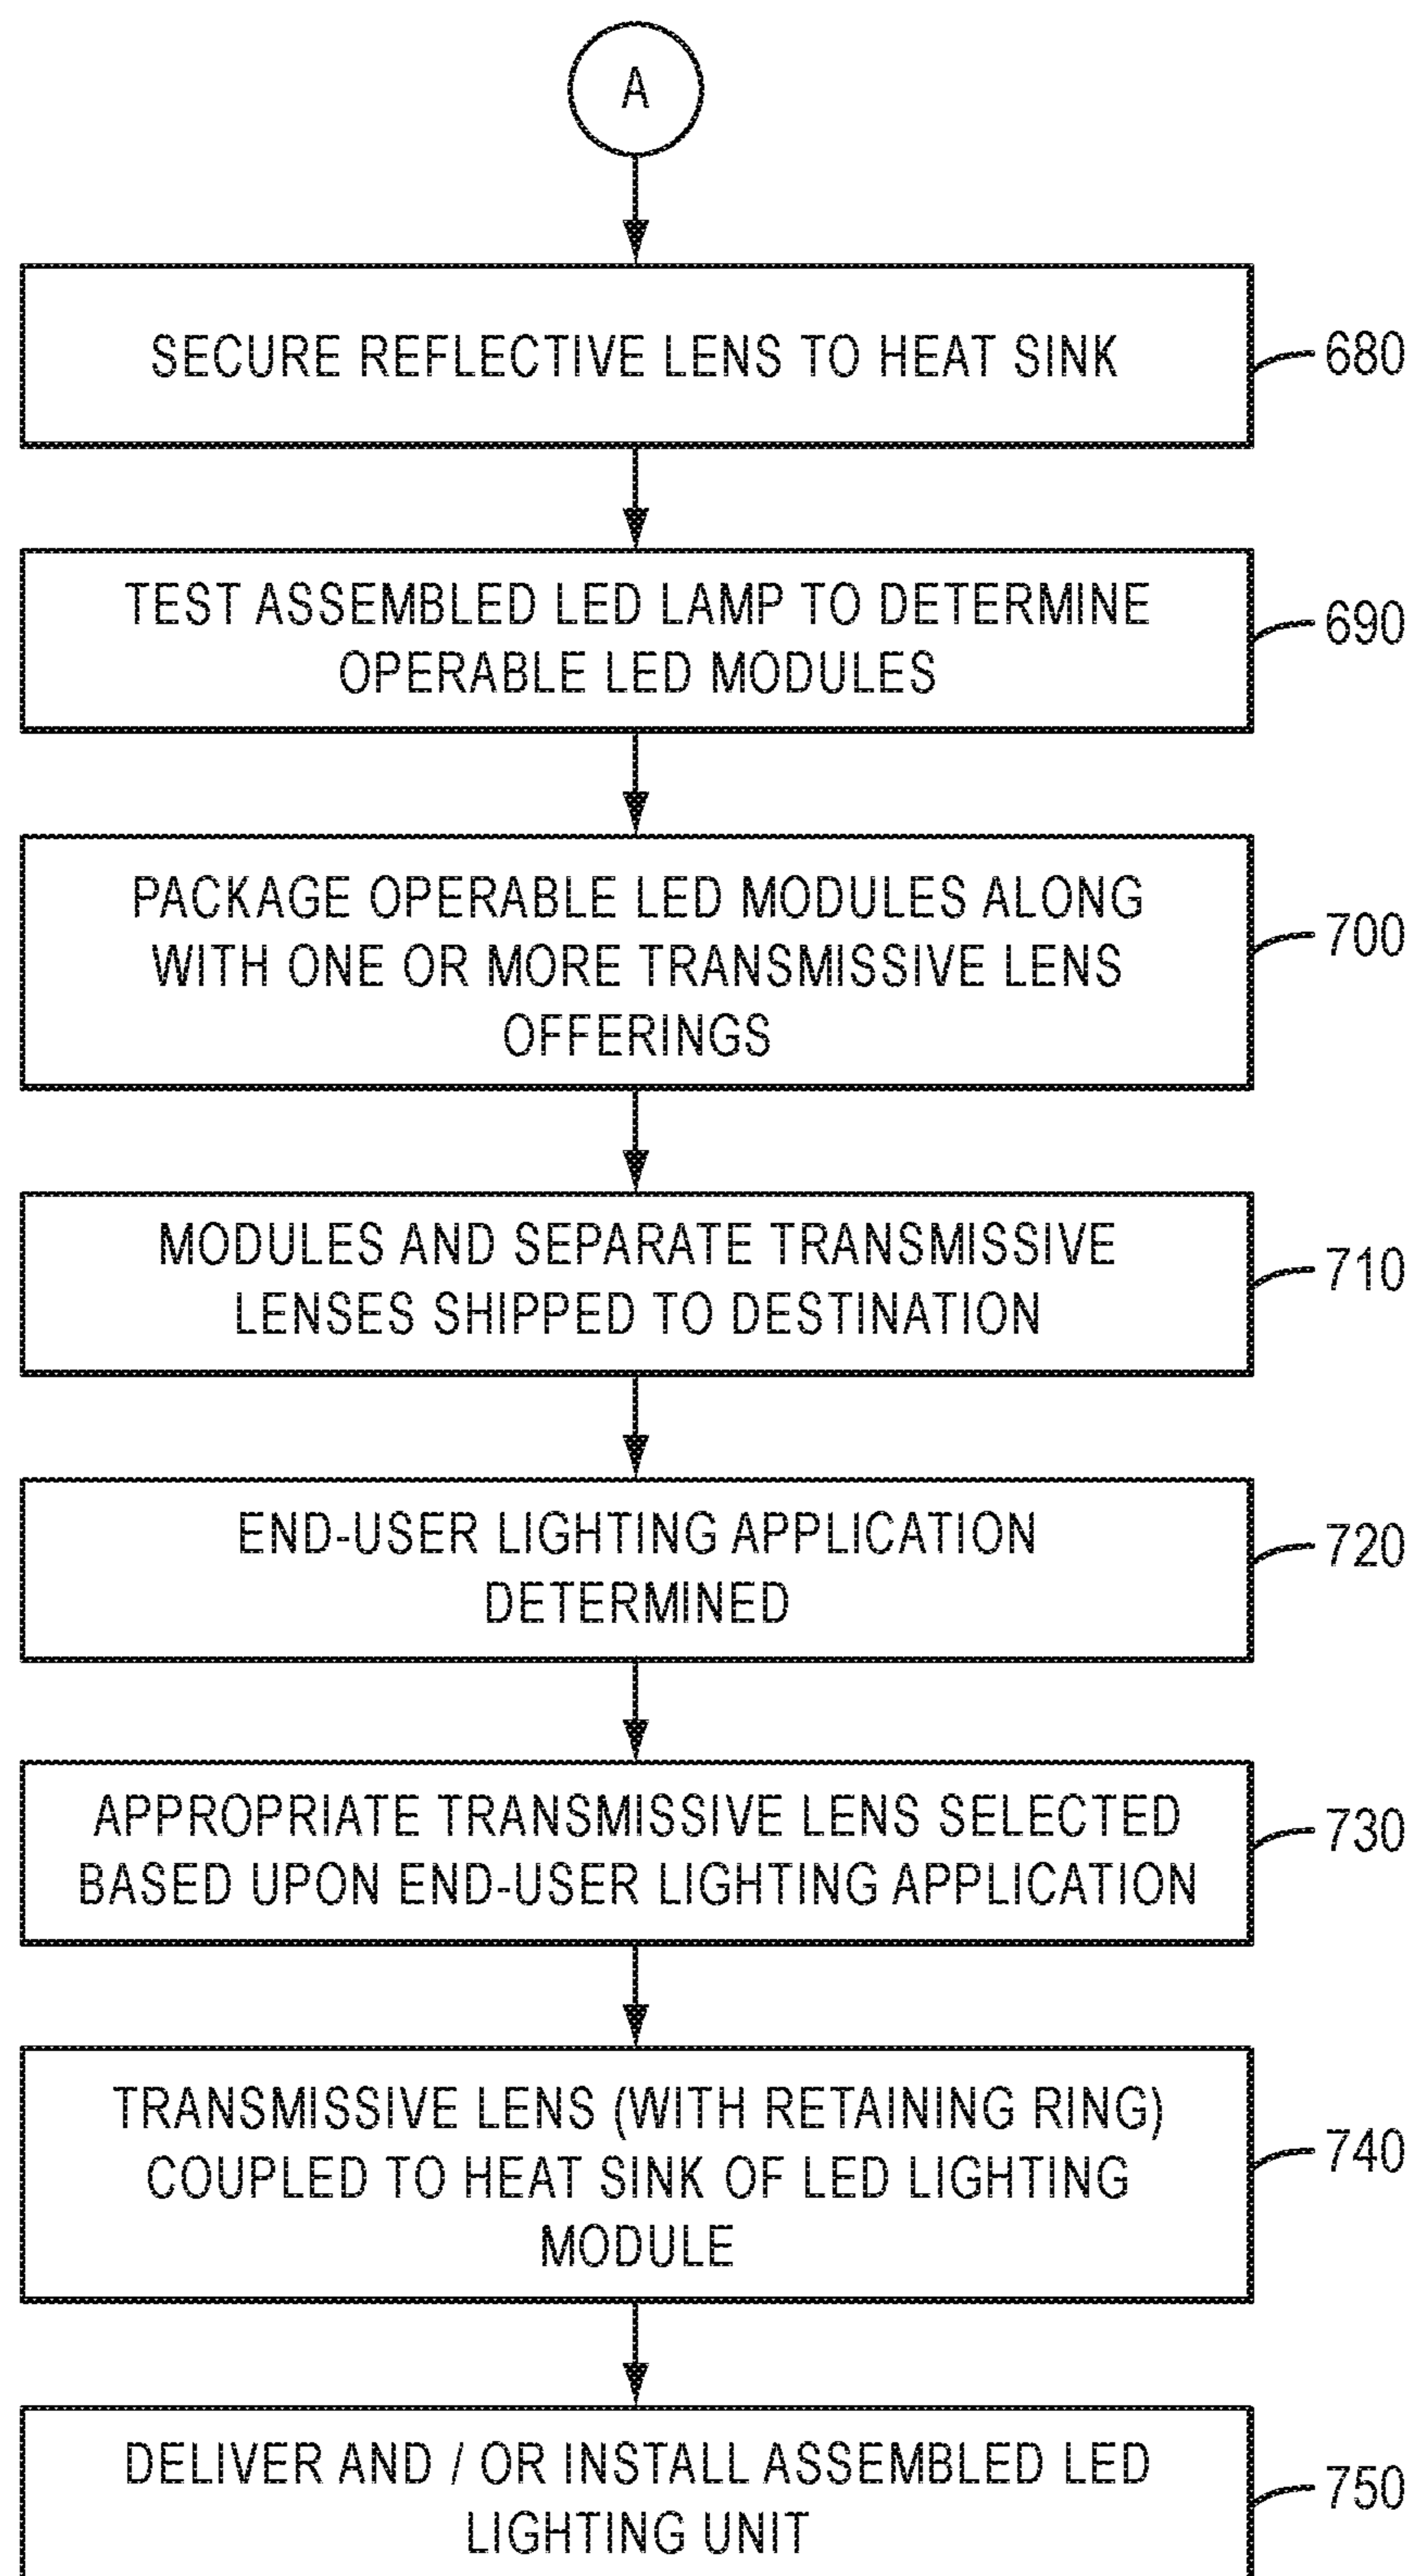 A
SECURE REFLECTIVE LENS TO HEAT SINK
680
TEST ASSEMBLED LED LAMP TO DETERMINE
OPERABLE LED MODULES
690
PACKAGE OPERABLE LED MODULES ALONG
WITH ONE OR MORE TRANSMISSIVE LENS
OFFERINGS
700
MODULES AND SEPARATE TRANSMISSIVE
LENSES SHIPPED TO DESTINATION
710
END-USER LIGHTING APPLICATION
DETERMINED
720
APPROPRIATE TRANSMISSIVE LENS SELECTED
BASED UPON END-USER LIGHTING APPLICATION
730
TRANSMISSIVE LENS (WITH RETAINING RING)
COUPLED TO HEAT SINK OF LED LIGHTING
MODULE
740
DELIVER AND / OR INSTALL ASSEMBLED LED
LIGHTING UNIT
750